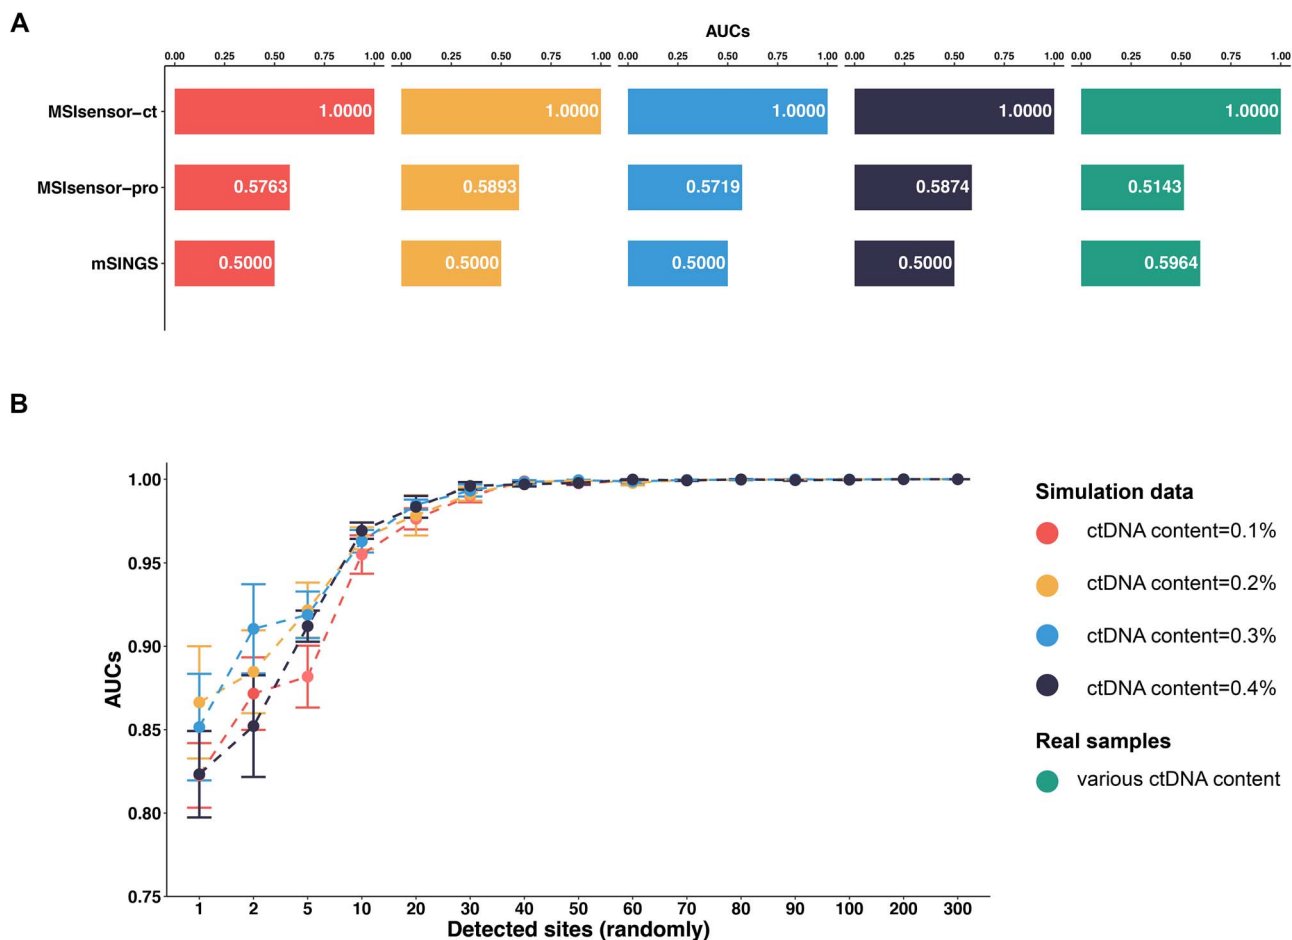 A
AUCs
0.00 0.25 0.50 0.75 1.00 0.00 0.25 0.50 0.75 1.00 0.00 0.25 0.50 0.75 1.00 0.00 0.25 0.50 0.75 1.00 0.00 0.25 0.50 0.75 1.00
MSIsensor-ct 1.0000 1.0000 1.0000 1.0000 1.0000
MSIsensor-pro 0.5763 0.5893 0.5719 0.5874 0.5143
mSINGS 0.5000 0.5000 0.5000 0.5000 0.5964
B
1.00
0.95
0.90
0.85
0.80
0.75
AUCs
1 2 5 10 20 30 40 50 60 70 80 90 100 200 300
Detected sites (randomly)
Simulation data
ctDNA content=0.1%
ctDNA content=0.2%
ctDNA content=0.3%
ctDNA content=0.4%
Real samples
various ctDNA content